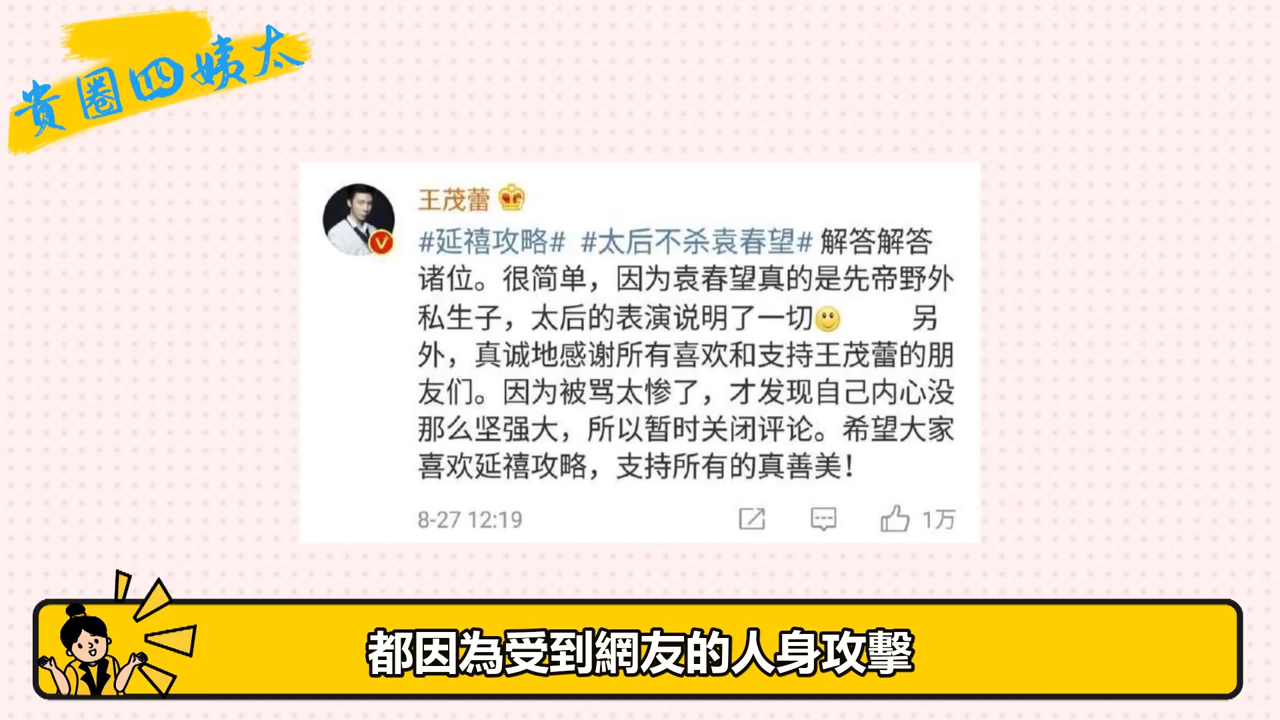 貴圈四姨太
王茂蕾
#延禧攻略# #太后不杀袁春望# 解答解答
诸位。很简单，因为袁春望真的是先帝野外
私生子，太后的表演说明了一切 另
外，真诚地感谢所有喜欢和支持王茂蕾的朋
友们。因为被骂太惨了，才发现自己内心没
那么坚强大，所以暂时关闭评论。希望大家
喜欢延禧攻略，支持所有的真善美！
8-27 12:19
1万
都因為受到網友的人身攻擊